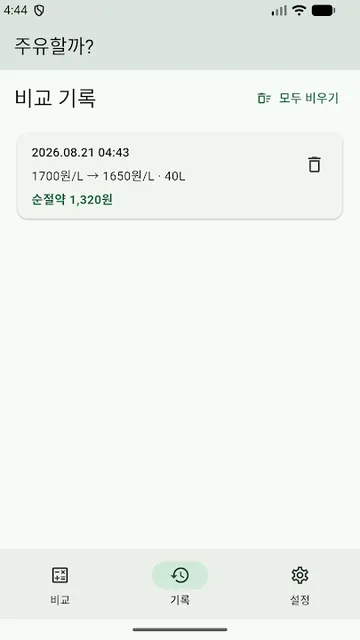 4:44
주유할까?
비교 기록
모두 비우기
2026.08.21 04:43
1700원/L → 1650원/L · 40L
순절약 1,320원
비교
기록
설정